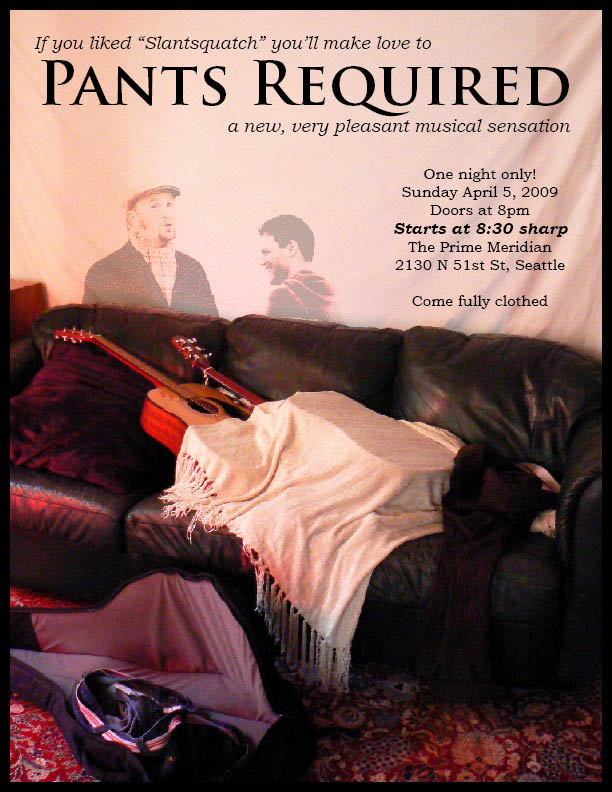 If you liked “Slantsquatch” you’ll make love to
PANTS REQUIRED
a new, very pleasant musical sensation
One night only!
Sunday April 5, 2009
Doors at 8pm
Starts at 8:30 sharp
The Prime Meridian
2130 N 51st St, Seattle
Come fully clothed